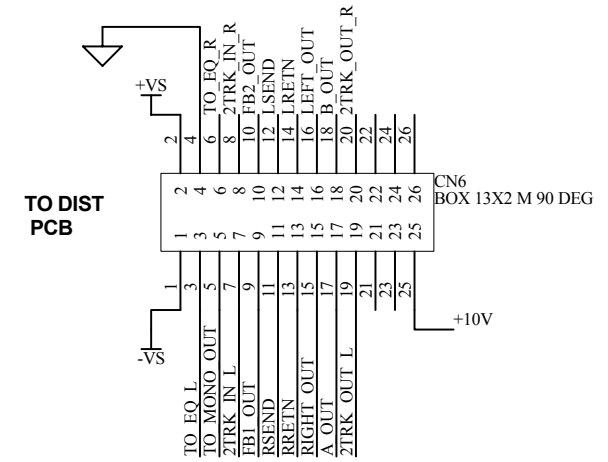 +VS
TO_EQ_R
2TRK_IN_R
FB2_OUT
LSEND
LRETN
LEFT_OUT
B_OUT
2TRK_OUT_R
2 4 6 8 10 12 14 16 18 20 22 24 26
TO DIST
PCB
CN6
BOX 13X2 M 90 DEG
2 4 6 8 10 12 14 16 18 20 22 24 26
1 3 5 7 9 11 13 15 17 19 21 23 25
1 3 5 7 9 11 13 15 17 19 21 23 25
+10V
-VS
TO_EQ_L
TO_MONO_OUT
2TRK_IN_L
FB1_OUT
RSEND
RRETN
RIGHT_OUT
A_OUT
2TRK_OUT_L